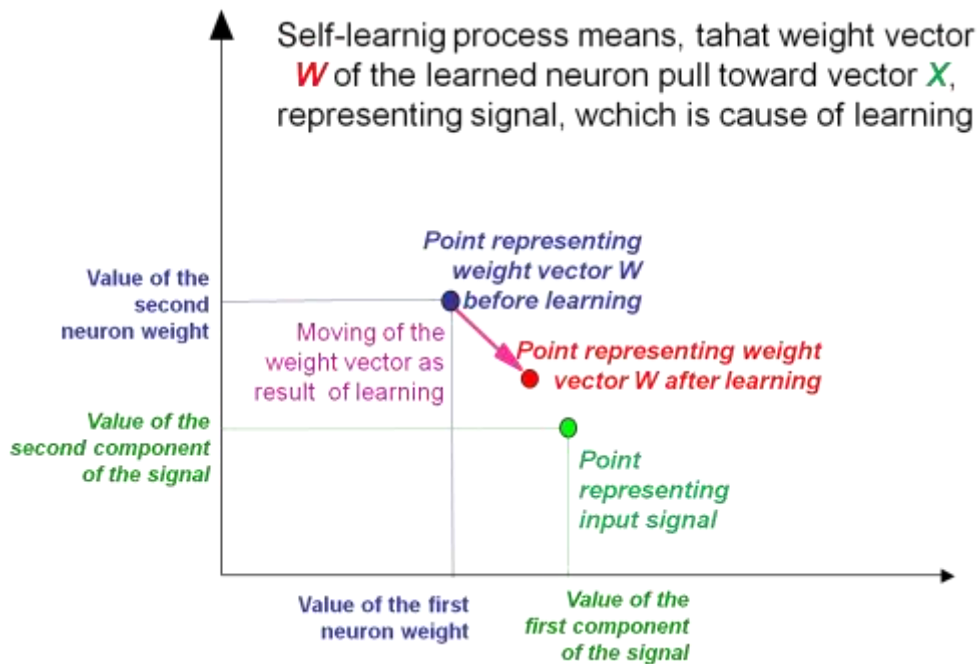 Self-learnig process means, tahat weight vector
W of the learned neuron pull toward vector X,
representing signal, wchich is cause of learning
Point representing
weight vector W
before learning
Value of the
second
neuron weight
Moving of the
weight vector as
result of learning
Point representing weight
vector W after learning
Value of the
second component
of the signal
Point
representing
input signal
Value of the first
neuron weight
Value of the
first component
of the signal